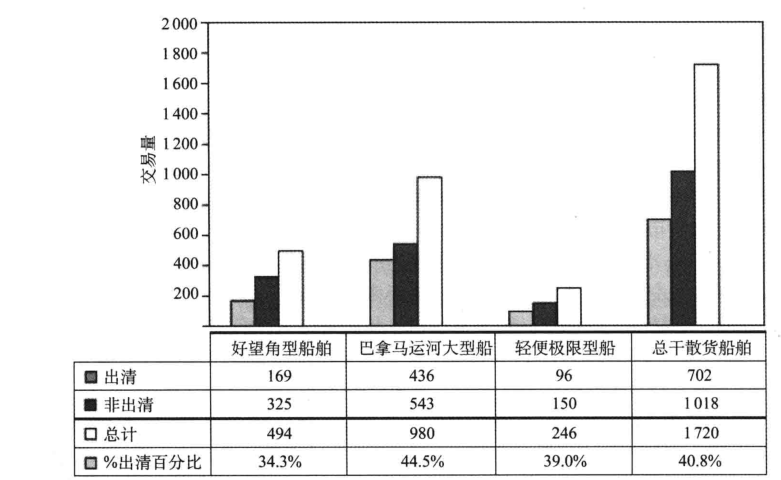 2 000
1 800
1 600
1 400
1 200
1 000
800
600
400
200
交易量
好望角型船舶 巴拿马运河大型船 轻便极限型船 总干散货船舶
出清 169 436 96 702
非出清 325 543 150 1 018
总计 494 980 246 1 720
%出清百分比 34.3% 44.5% 39.0% 40.8%